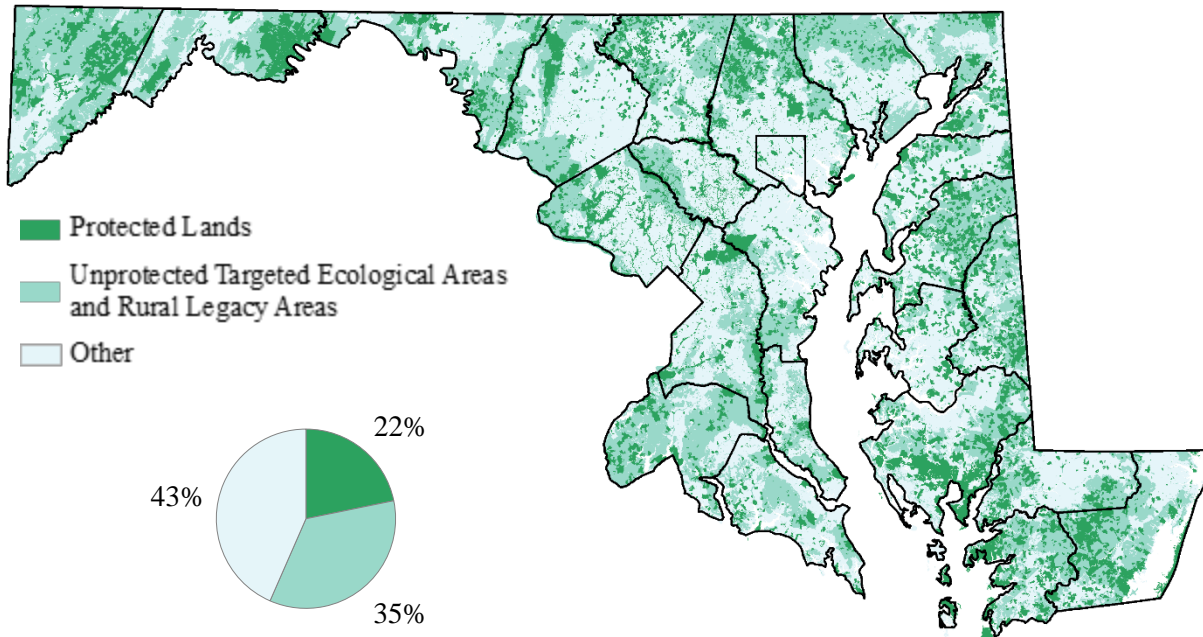 Protected Lands
Unprotected Targeted Ecological Areas
and Rural Legacy Areas
Other
22%
43%
35%